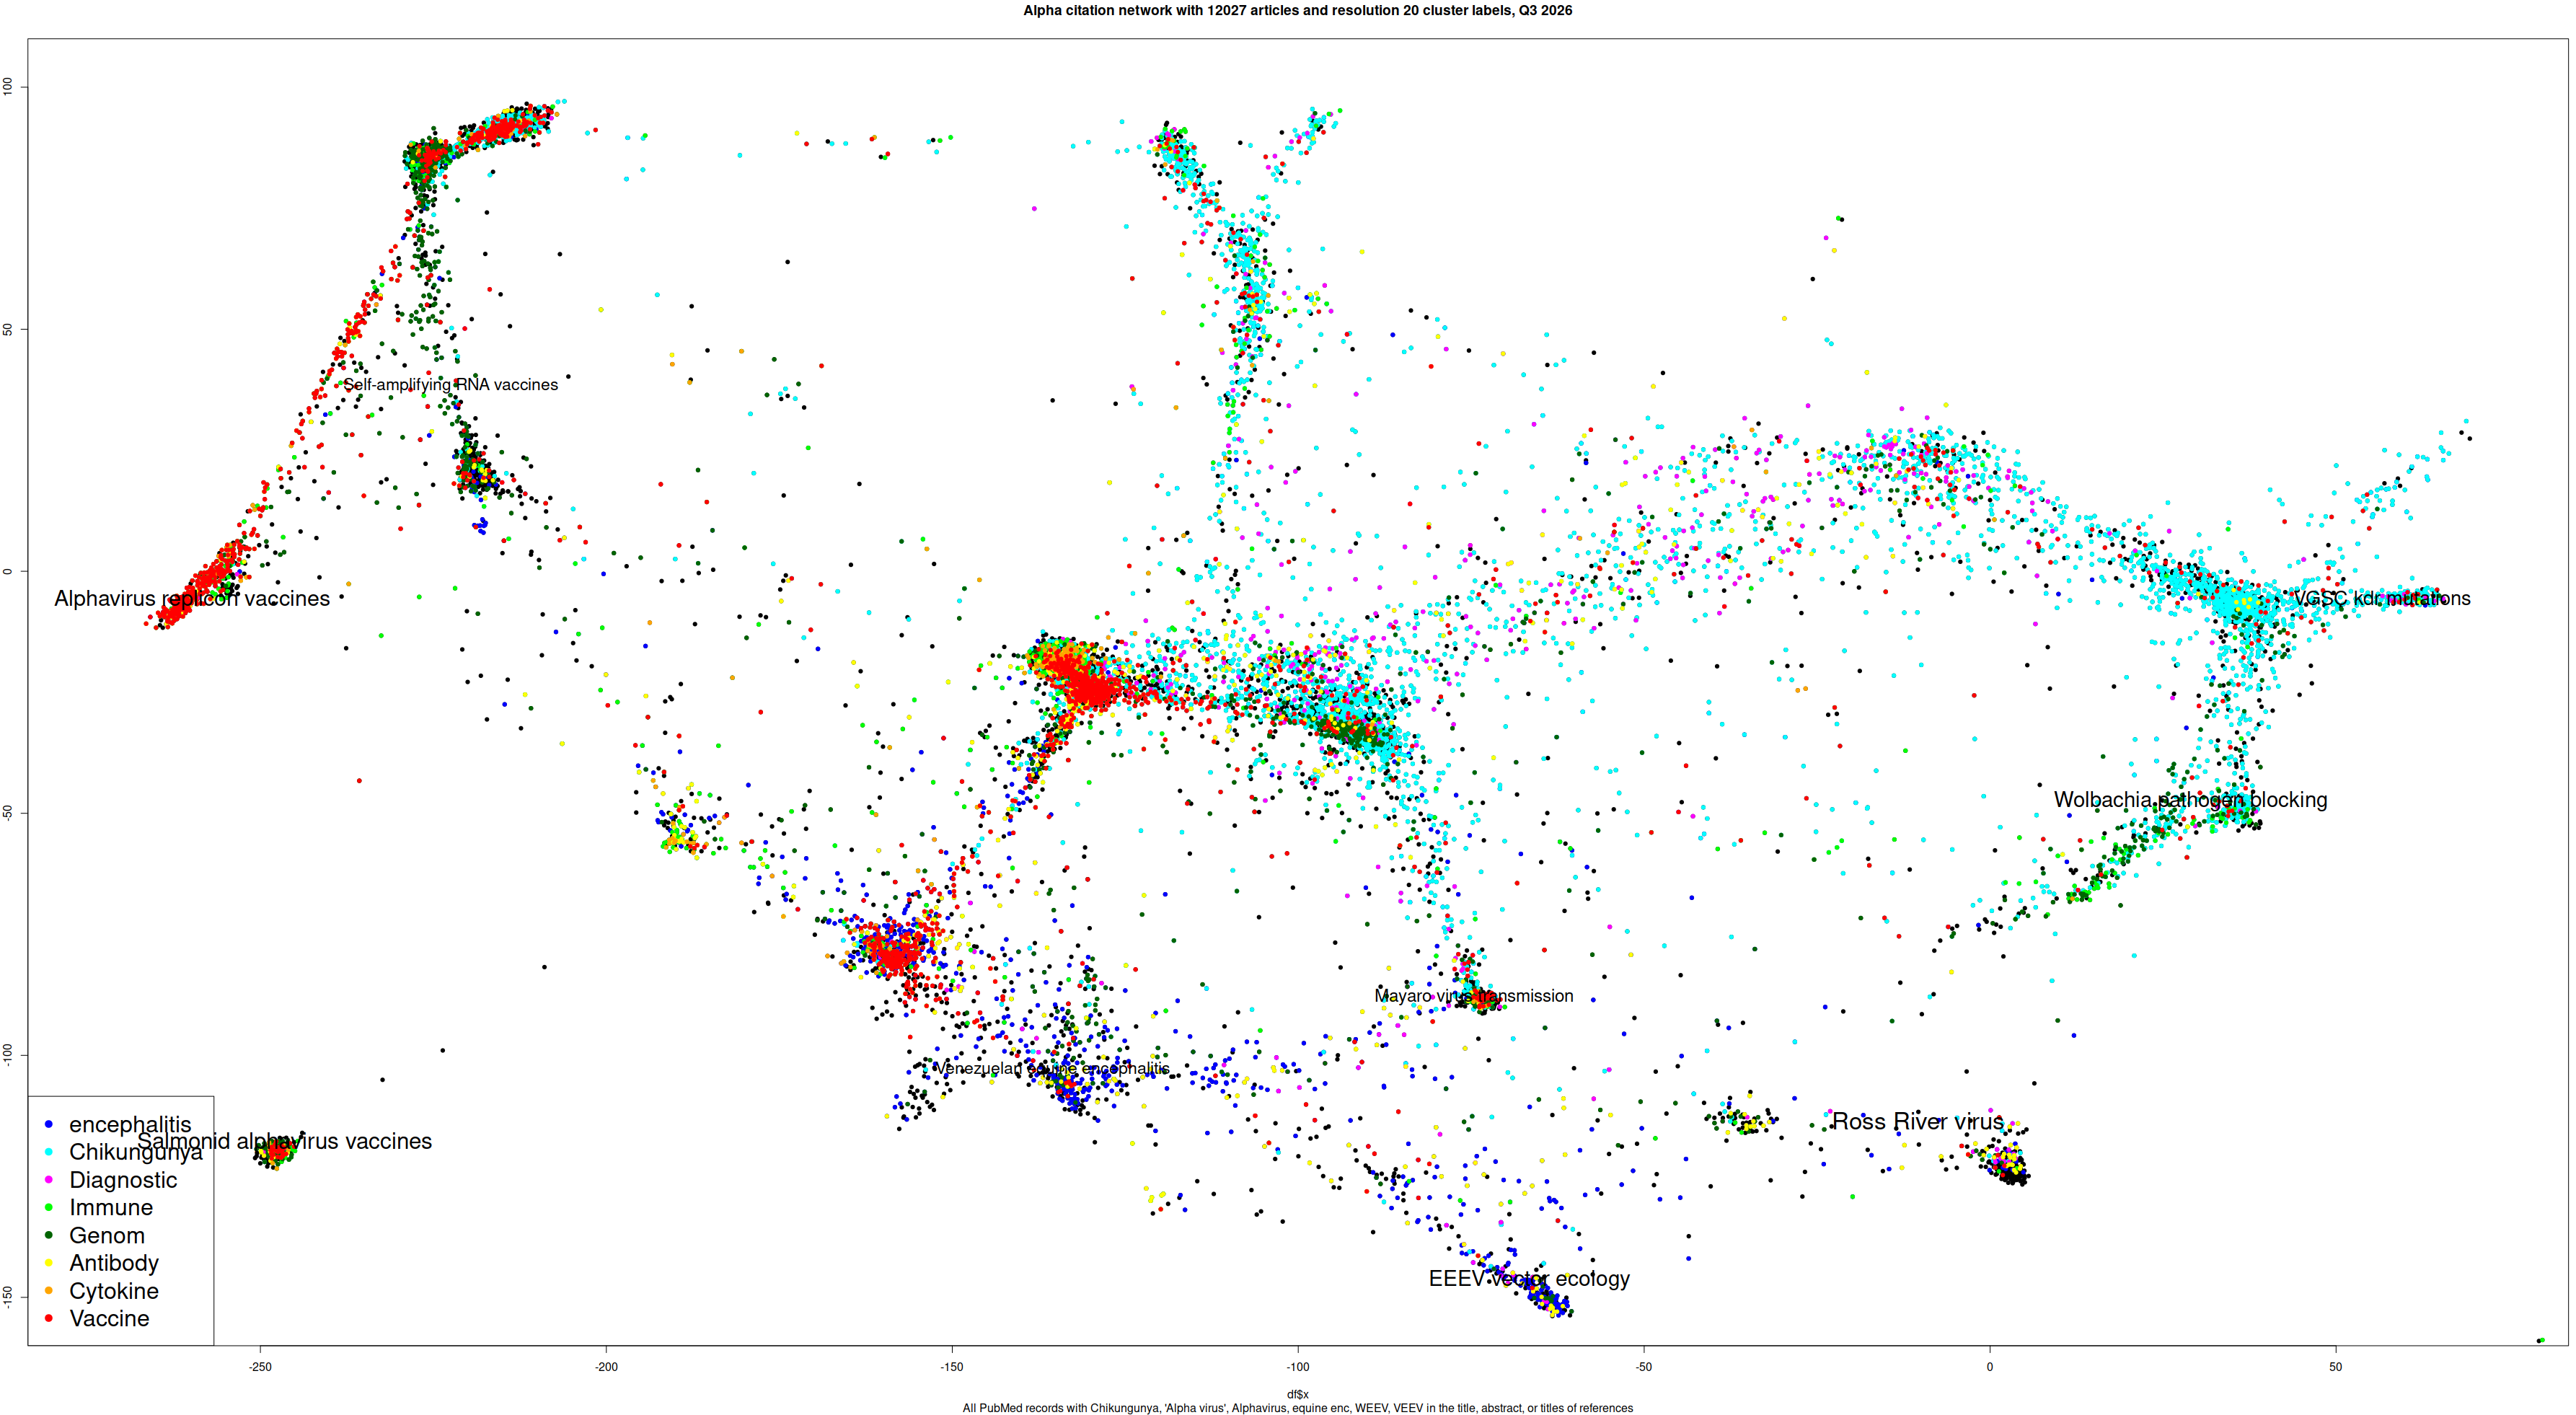 Alpha citation network with 12027 articles and resolution 20 cluster labels, Q3 2026
100
50
0
-50
-100
-150
Self-amplifying RNA vaccines
Alphavirus replicon vaccines
VGSC kdr mutations
Wolbachia pathogen blocking
Mayaro virus transmission
Venezuelan equine encephalitis
Ross River virus
Salmonid alphavirus vaccines
EEEV vector ecology
encephalitis
Chikungunya
Diagnostic
Immune
Genom
Antibody
Cytokine
Vaccine
-250 -200 -150 -100 -50 0 50
df$x
All PubMed records with Chikungunya, 'Alpha virus', Alphavirus, equine enc, WEEV, VEEV in the title, abstract, or titles of references